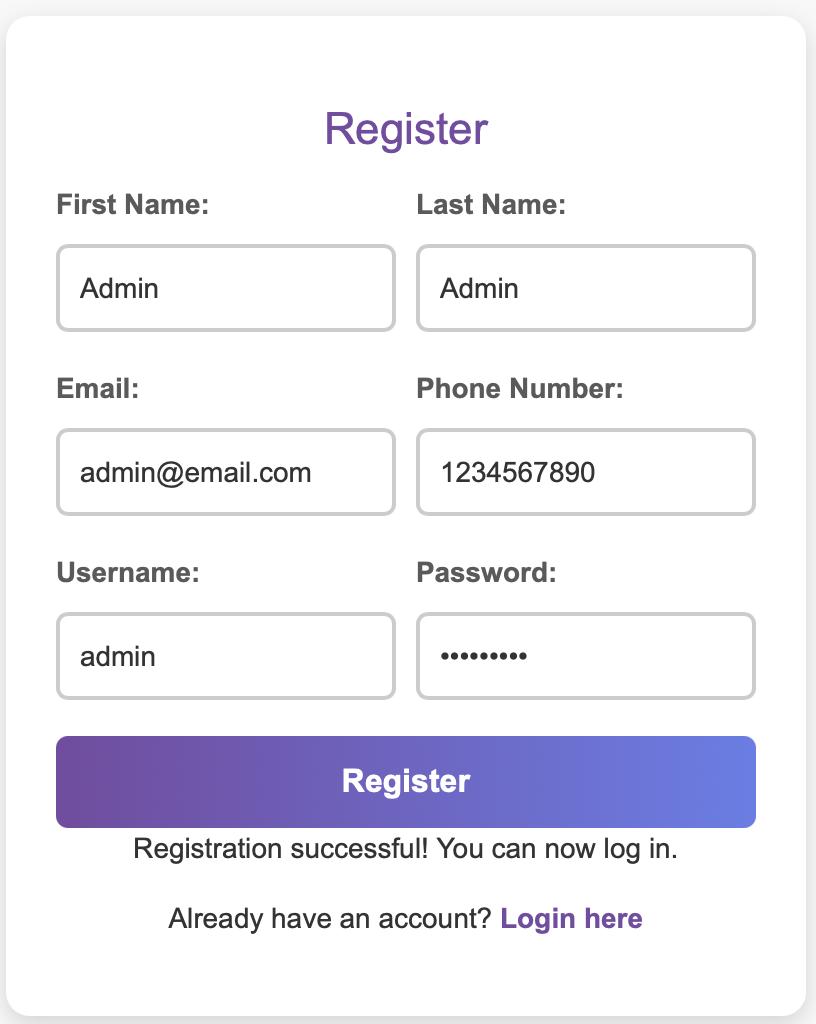 Register
First Name: Last Name:
Admin Admin
Email: Phone Number:
admin@email.com 1234567890
Username: Password:
admin •••••••••
Register
Registration successful! You can now log in.
Already have an account? Login here